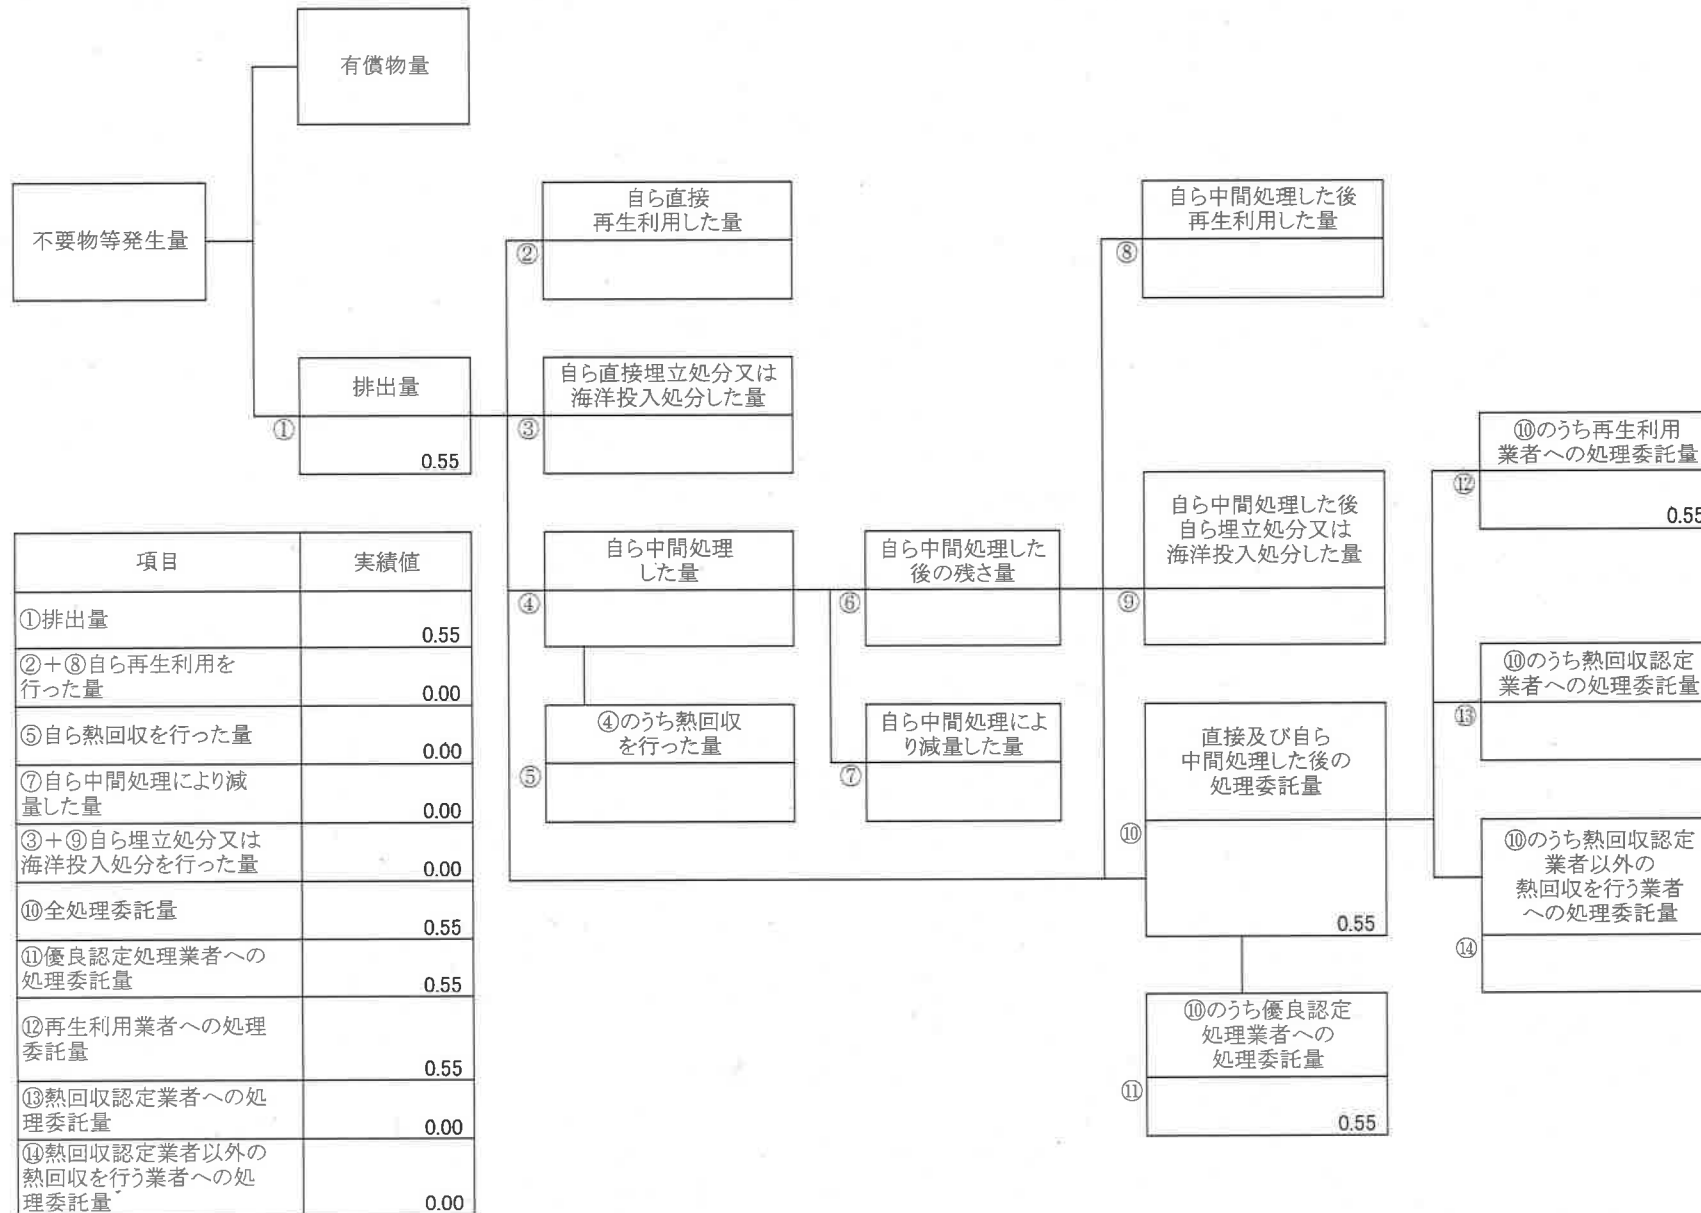 有償物量
不要物等発生量
排出量
①
0.55
自ら直接
再生利用した量
②
自ら直接埋立処分又は
海洋投入処分した量
③
自ら中間処理
した量
④
④のうち熱回収
を行った量
⑤
自ら中間処理した
後の残さ量
⑥
自ら中間処理によ
り減量した量
⑦
自ら中間処理した後
再生利用した量
⑧
自ら中間処理した後
自ら埋立処分又は
海洋投入処分した量
⑨
直接及び自ら
中間処理した後の
処理委託量
⑩
0.55
⑩のうち優良認定
処理業者への
処理委託量
⑪
0.55
⑩のうち再生利用
業者への処理委託量
⑫
0.55
⑩のうち熱回収認定
業者への処理委託量
⑬
⑩のうち熱回収認定
業者以外の
熱回収を行う業者
への処理委託量
⑭
項目 実績値
①排出量
0.55
②+⑧自ら再生利用を
行った量
0.00
⑤自ら熱回収を行った量
0.00
⑦自ら中間処理により減
量した量
0.00
③+⑨自ら埋立処分又は
海洋投入処分を行った量
0.00
⑩全処理委託量
0.55
⑪優良認定処理業者への
処理委託量
0.55
⑫再生利用業者への処理
委託量
0.55
⑬熱回収認定業者への処
理委託量
0.00
⑭熱回収認定業者以外の
熱回収を行う業者への処
理委託量
0.00